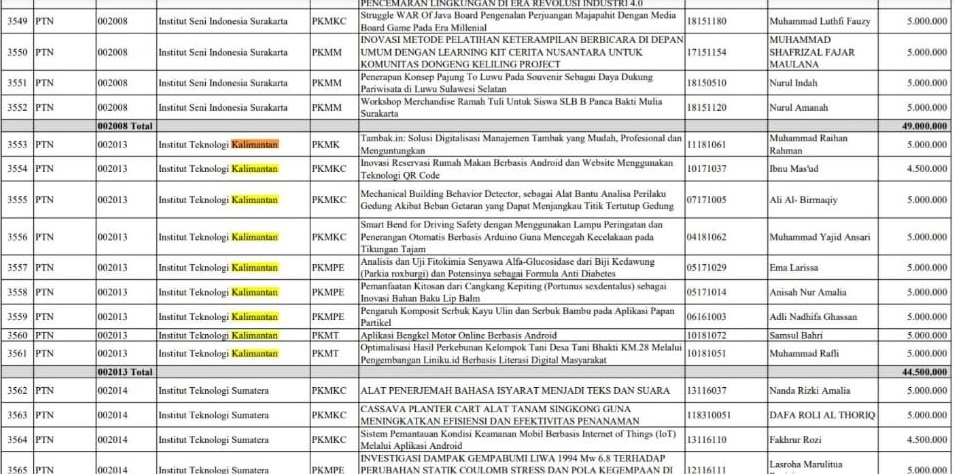 PENCEMARAN LINGKUNGAN DI ERA REVOLUSI INDUSTRI 4.0
3549 PTN 002008 Institut Seni Indonesia Surakarta PKMKC Struggle WAR Of Java Board Pengenalan Perjuangan Majapahit Dengan Media 18151180 Muhammad Luthfi Fauzy 5.000.000
Board Game Pada Era Millenial
INOVASI METODE PELATIHAN KETERAMPILAN BERBICARA DI DEPAN MUHAMMAD
3550 PTN 002008 Institut Seni Indonesia Surakarta PKMM UMUM DENGAN LEARNING KIT CERITA NUSANTARA UNTUK 17151154 SHAFRIZAL FAJAR 5.000.000
KOMUNITAS DONGENG KELILING PROJECT MAULANA
3551 PTN 002008 Institut Seni Indonesia Surakarta PKMM Penerapan Konsep Pajung To Luwu Pada Souvenir Sebagai Daya Dukung 18150510 Nurul Indah 5.000.000
Pariwisata di Luwu Sulawesi Selatan
3552 PTN 002008 Institut Seni Indonesia Surakarta PKMM Workshop Merchandise Ramah Tuli Untuk Siswa SLB B Panca Bakti Mulia 18151120 Nurul Amanah 5.000.000
Surakarta
002008 Total 49.000.000
3553 PTN 002013 Institut Teknologi Kalimantan PKMK Tambak.in: Solusi Digitalisasi Manajemen Tambak yang Mudah, Profesional dan 11181061 Muhammad Raihan 5.000.000
Menguntungkan Rahman
3554 PTN 002013 Institut Teknologi Kalimantan PKMKC Inovasi Reservasi Rumah Makan Berbasis Android dan Website Menggunakan 10171037 Ibnu Mas'ud 4.500.000
Teknologi QR Code
3555 PTN 002013 Institut Teknologi Kalimantan PKMKC Mechanical Building Behavior Detector, sebagai Alat Bantu Analisa Perilaku 07171005 Ali Al- Birmaqiy 5.000.000
Gedung Akibat Beban Getaran yang Dapat Menjangkau Titik Tertutup Gedung
Smart Bend for Driving Safety dengan Menggunakan Lampu Peringatan dan
3556 PTN 002013 Institut Teknologi Kalimantan PKMKC Penerangan Otomatis Berbasis Arduino Guna Mencegah Kecelakaan pada 04181062 Muhammad Yajid Ansari 5.000.000
Tikungan Tajam
3557 PTN 002013 Institut Teknologi Kalimantan PKMPE Analisis dan Uji Fitokimia Senyawa Alfa-Glucosidase dari Biji Kedawung 05171029 Ema Larissa 5.000.000
(Parkia roxburgi) dan Potensinya sebagai Formula Anti Diabetes
3558 PTN 002013 Institut Teknologi Kalimantan PKMPE Pemanfaatan Kitosan dari Cangkang Kepiting (Portunus sexdentalus) sebagai 05171014 Anisah Nur Amalia 5.000.000
Inovasi Bahan Baku Lip Balm
3559 PTN 002013 Institut Teknologi Kalimantan PKMPE Pengaruh Komposit Serbuk Kayu Ulin dan Serbuk Bambu pada Aplikasi Papan 06161003 Adli Nadhifa Ghassan 5.000.000
Partikel
3560 PTN 002013 Institut Teknologi Kalimantan PKMT Aplikasi Bengkel Motor Online Berbasis Android 10181072 Samsul Bahri 5.000.000
3561 PTN 002013 Institut Teknologi Kalimantan PKMT Optimalisasi Hasil Perkebunan Kelompok Tani Desa Tani Bhakti KM.28 Melalui 10181051 Muhammad Rafli 5.000.000
Pengembangan Liniku.id Berbasis Literasi Digital Masyarakat
002013 Total 44.500.000
3562 PTN 002014 Institut Teknologi Sumatera PKMKC ALAT PENERJEMAH BAHASA ISYARAT MENJADI TEKS DAN SUARA 13116037 Nanda Rizki Amalia 5.000.000
3563 PTN 002014 Institut Teknologi Sumatera PKMKC CASSAVA PLANTER CART ALAT TANAM SINGKONG GUNA 118310051 DAFA ROLI AL THORIQ 5.000.000
MENINGKATKAN EFISIENSI DAN EFEKTIVITAS PENANAMAN
3564 PTN 002014 Institut Teknologi Sumatera PKMKC Sistem Pemantauan Kondisi Keamanan Mobil Berbasis Internet of Things (IoT) 13116110 Fakhrur Rozi 4.500.000
Melalui Aplikasi Android
INVESTIGASI DAMPAK GEMPABUMI LIWA 1994 Mw 6.8 TERHADAP
3565 PTN 002014 Institut Teknologi Sumatera PKMPE PERUBAHAN STATIK COULOMB STRESS DAN POLA KEGEMPAAN DI 12116111 Lasroha Marulitua 5.000.000